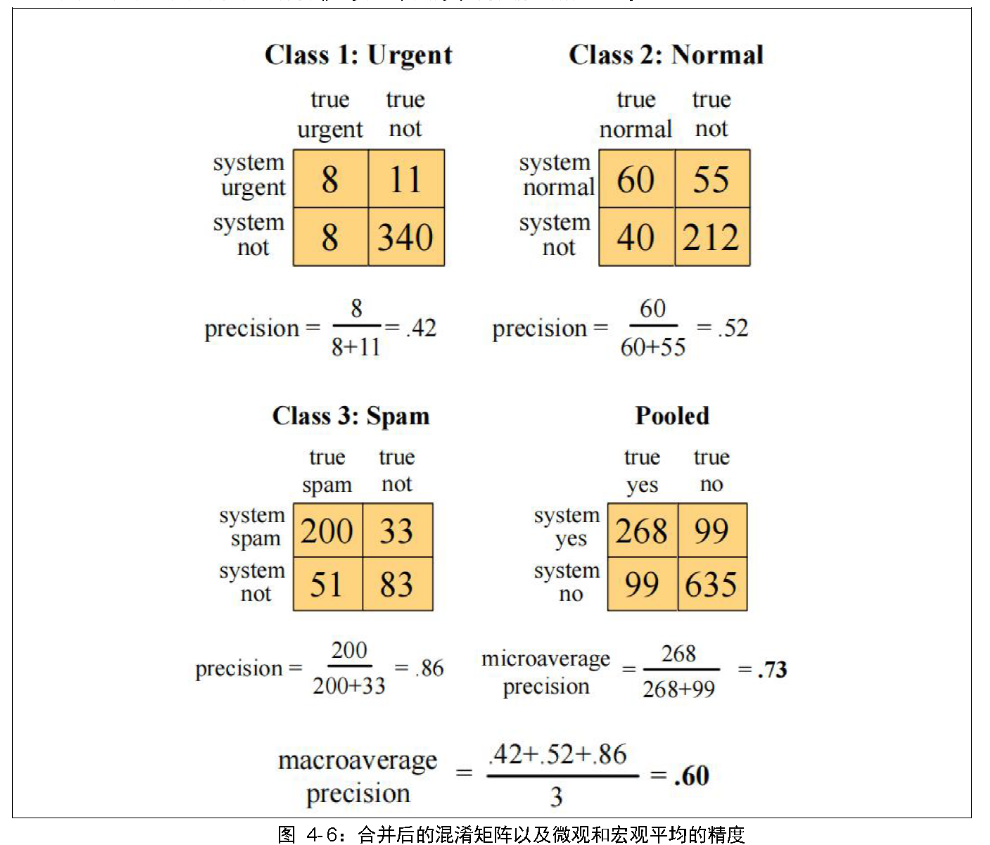 Class 1: Urgent
true true
urgent not
system urgent 8 11
system not 8 340
precision = 8 / 8+11 = .42
Class 2: Normal
true true
normal not
system normal 60 55
system not 40 212
precision = 60 / 60+55 = .52
Class 3: Spam
true true
spam not
system spam 200 33
system not 51 83
precision = 200 / 200+33 = .86
Pooled
true true
yes no
system yes 268 99
system no 99 635
microaverage precision = 268 / 268+99 = .73
macroaverage precision = .42+.52+.86 / 3 = .60
图 4-6：合并后的混淆矩阵以及微观和宏观平均的精度